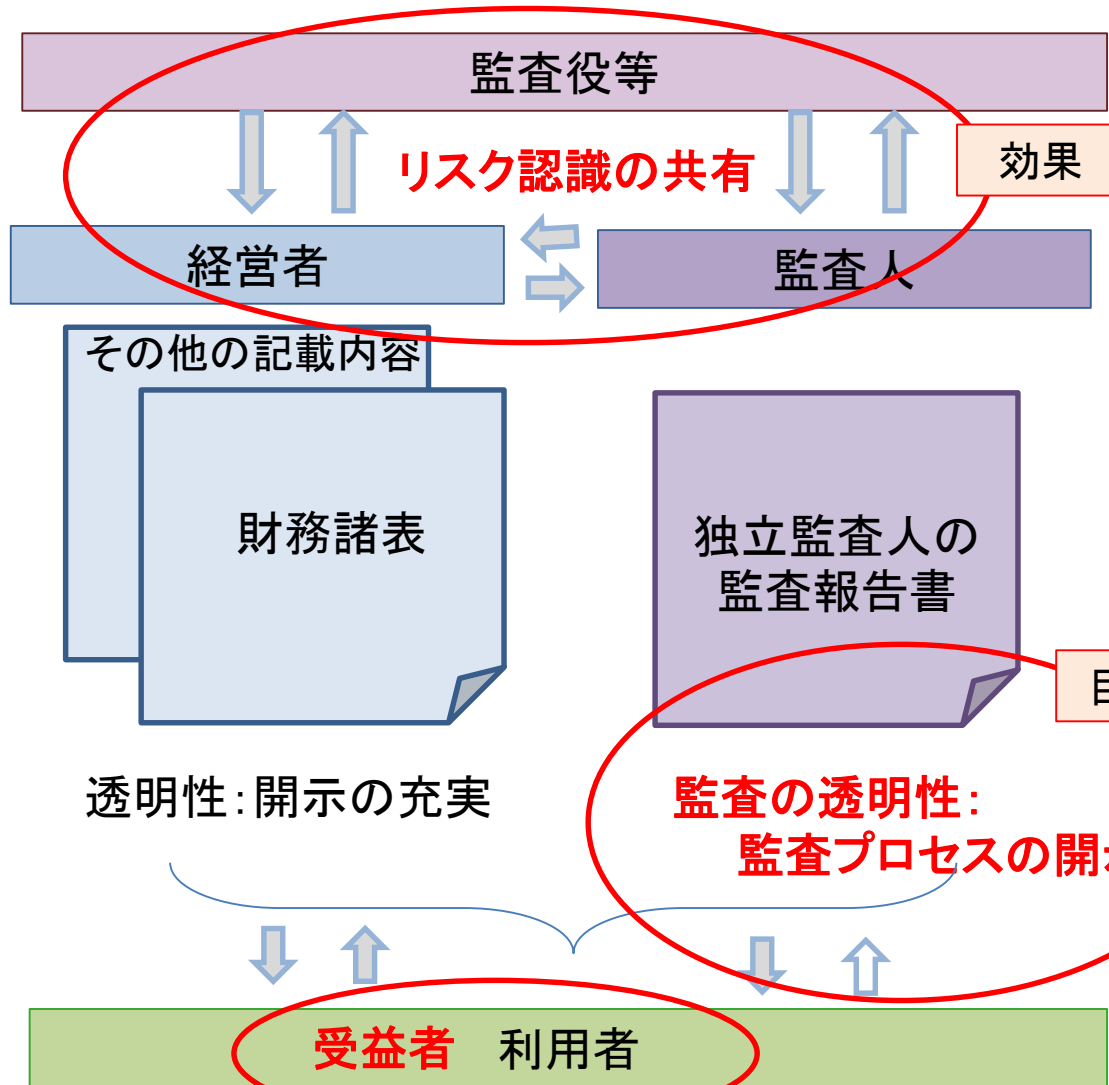 監査役等
リスク認識の共有
効果
経営者
監査人
その他の記載内容
財務諸表
独立監査人の
監査報告書
透明性：開示の充実
監査の透明性：
監査プロセスの開
受益者 利用者